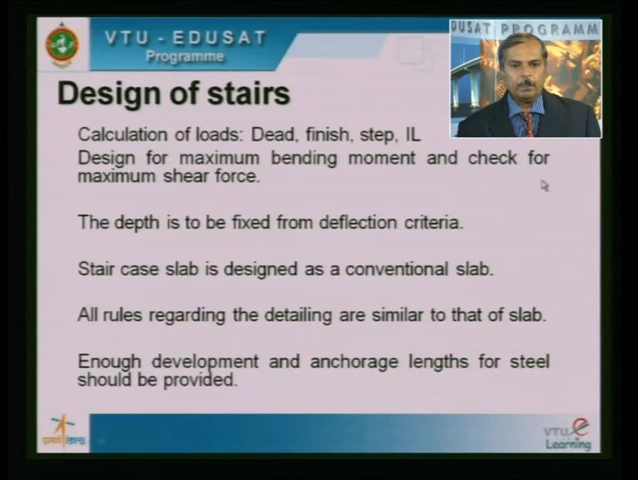 VTU - EDUSAT
Programme
DUSAT PROGRAMM
Design of stairs
Calculation of loads: Dead, finish, step, IL
Design for maximum bending moment and check for
maximum shear force.
The depth is to be fixed from deflection criteria.
Stair case slab is designed as a conventional slab.
All rules regarding the detailing are similar to that of slab.
Enough development and anchorage lengths for steel
should be provided.
VTU e
Learning